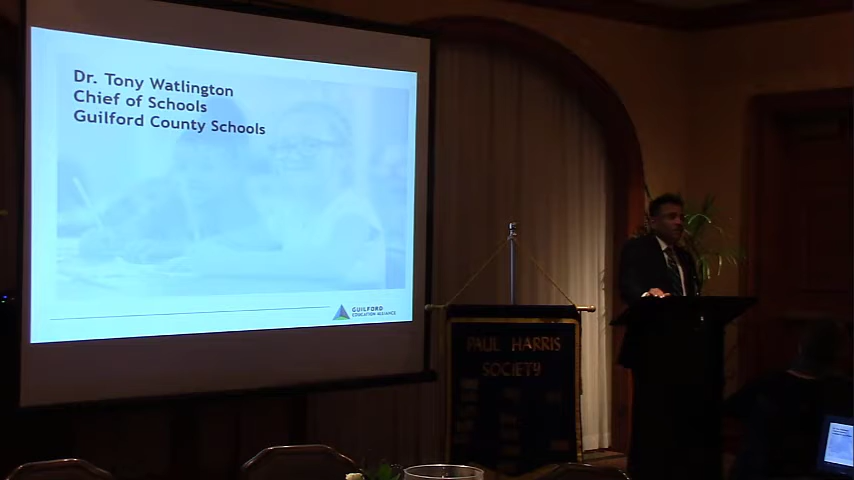 Dr. Tony Watlington
Chief of Schools
Guilford County Schools
GUILFORD
EDUCATION ALLIANCE
PAUL HARRIS
SOCIETY